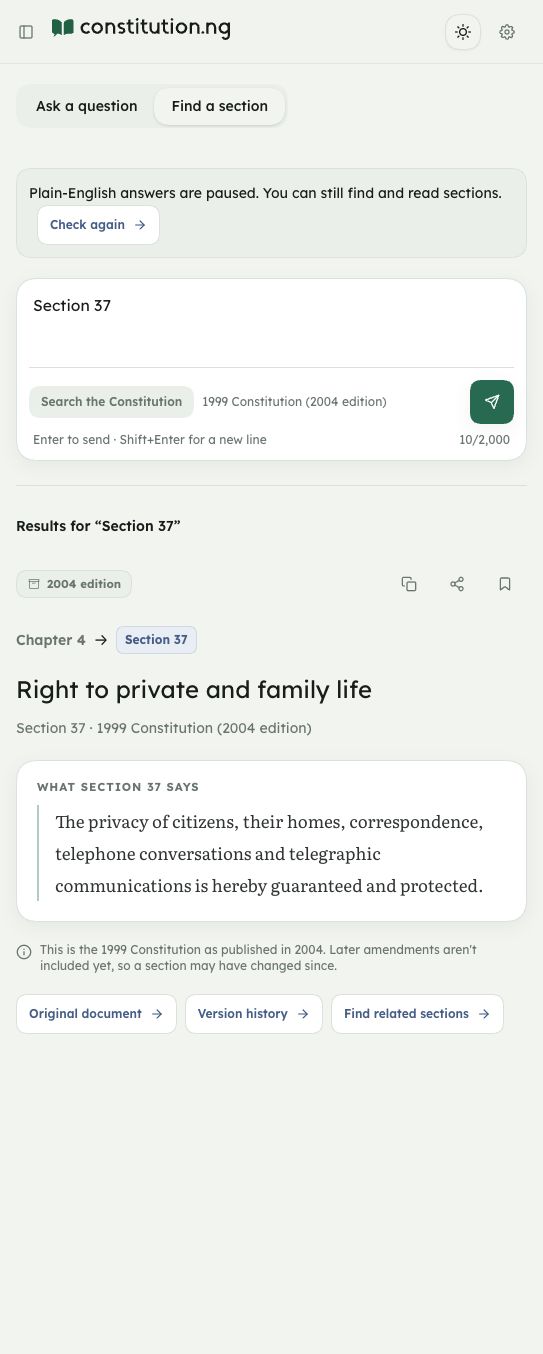 constitution.ng
Ask a question
Find a section
Plain-English answers are paused. You can still find and read sections.
Check again
Section 37
Search the Constitution
1999 Constitution (2004 edition)
Enter to send · Shift+Enter for a new line
10/2,000
Results for “Section 37”
2004 edition
Chapter 4 → Section 37
Right to private and family life
Section 37 · 1999 Constitution (2004 edition)
WHAT SECTION 37 SAYS
The privacy of citizens, their homes, correspondence,
telephone conversations and telegraphic
communications is hereby guaranteed and protected.
This is the 1999 Constitution as published in 2004. Later amendments aren't
included yet, so a section may have changed since.
Original document →
Version history →
Find related sections →